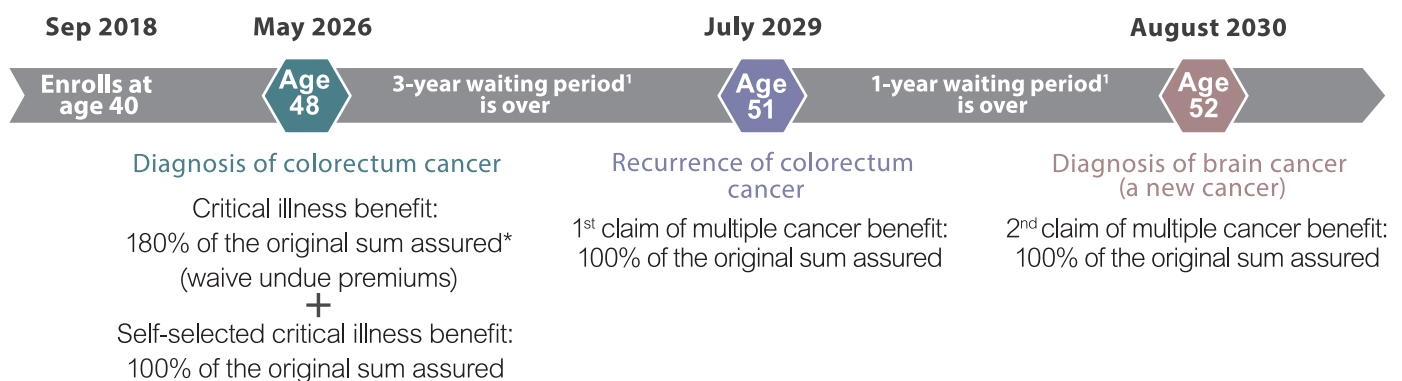 Sep 2018
May 2026
July 2029
August 2030
Enrolls at
age 40
Age
48
3-year waiting period¹
is over
Age
51
1-year waiting period¹
is over
Age
52
Diagnosis of colorectum cancer
Critical illness benefit:
180% of the original sum assured*
(waive undue premiums)
+
Self-selected critical illness benefit:
100% of the original sum assured
Recurrence of colorectum
cancer
1st claim of multiple cancer benefit:
100% of the original sum assured
Diagnosis of brain cancer
(a new cancer)
2nd claim of multiple cancer benefit:
100% of the original sum assured